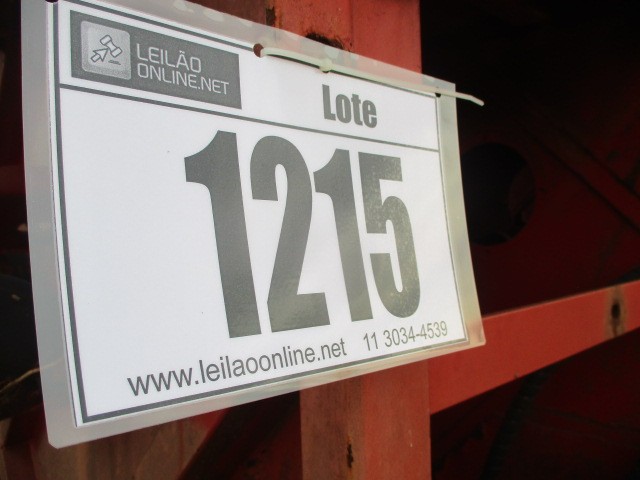 LEILÃO
ONLINE.NET
Lote
1215
www.leilaoonline.net 11 3034-4539